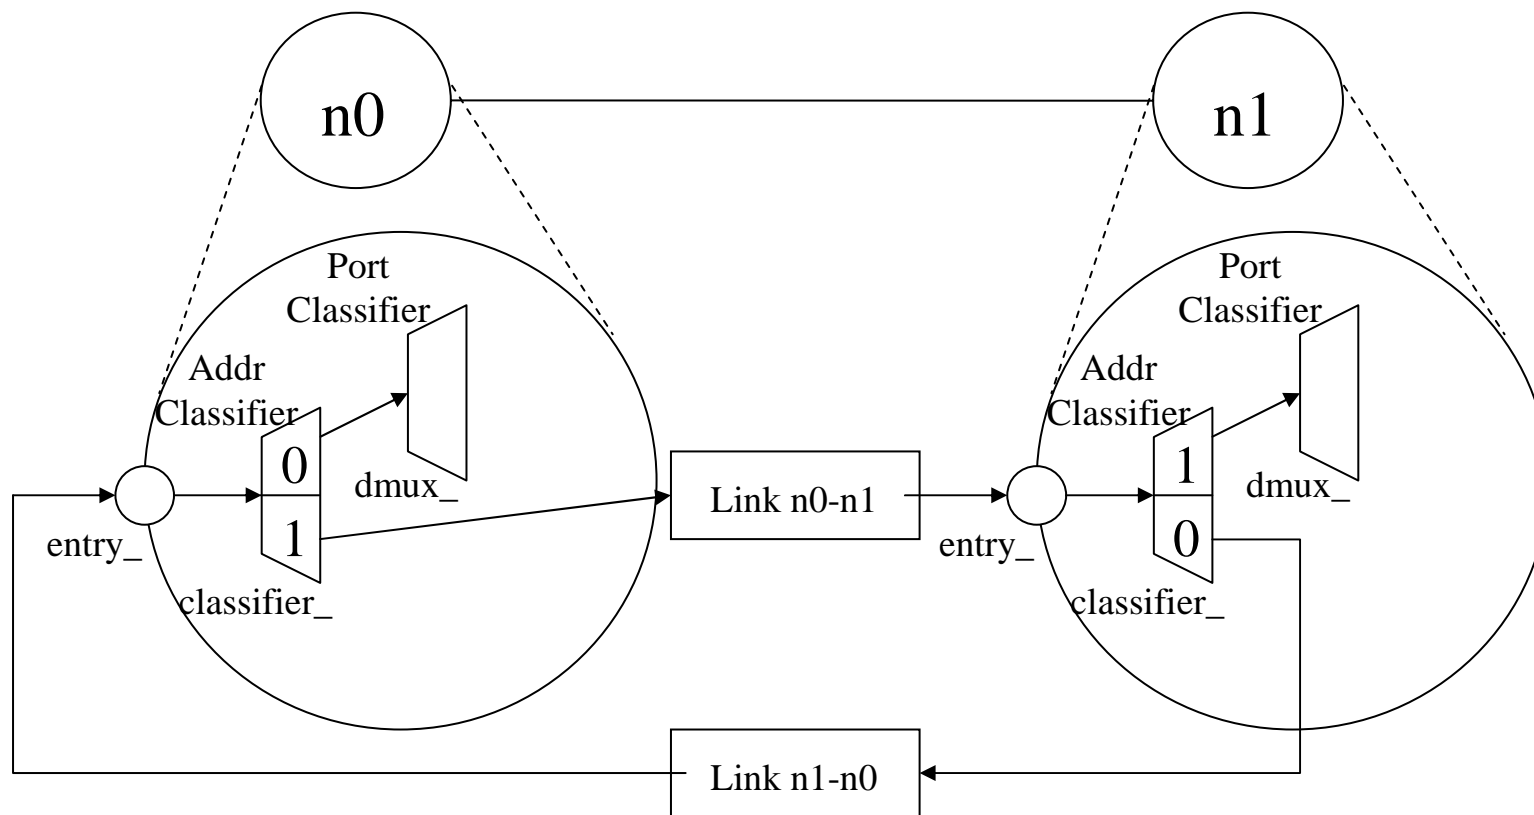 n0
n1
Port
Classifier
Addr
Classifier
0
1
dmux_
entry_
classifier_
Link n0-n1
Port
Classifier
Addr
Classifier
1
0
dmux_
entry_
classifier_
Link n1-n0